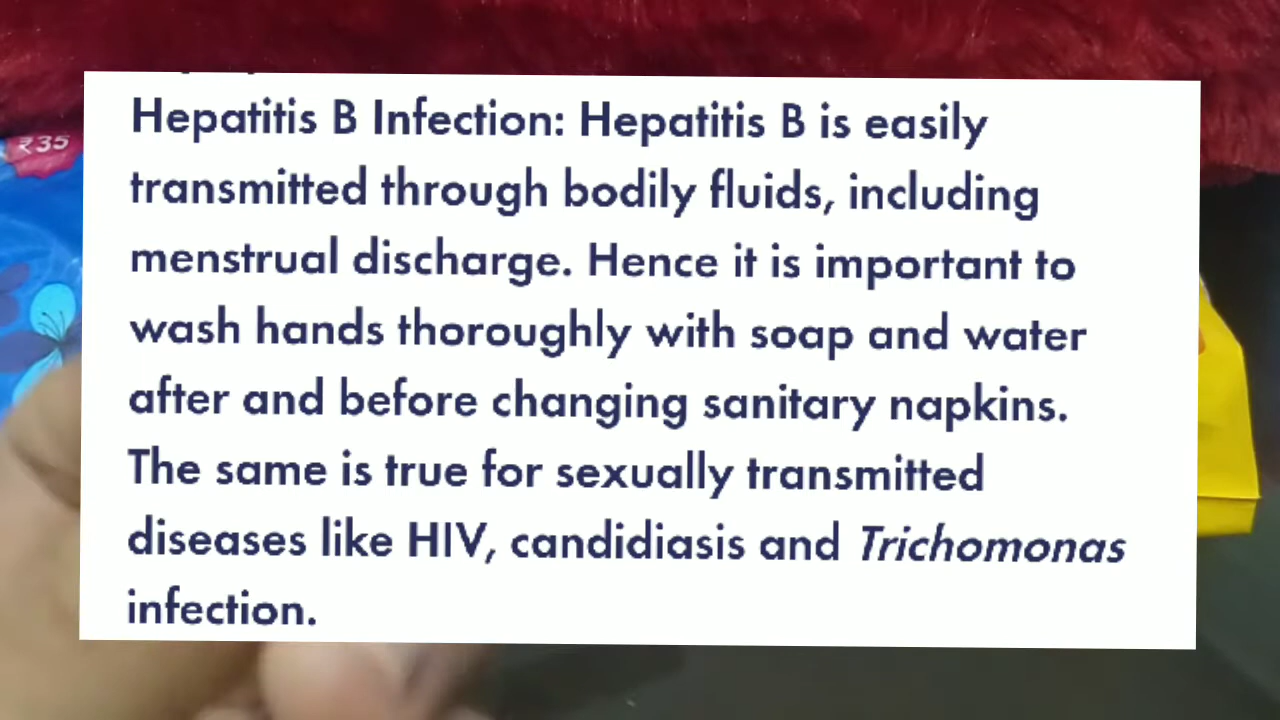 Hepatitis B Infection: Hepatitis B is easily
transmitted through bodily fluids, including
menstrual discharge. Hence it is important to
wash hands thoroughly with soap and water
after and before changing sanitary napkins.
The same is true for sexually transmitted
diseases like HIV, candidiasis and Trichomonas
infection.
₹35